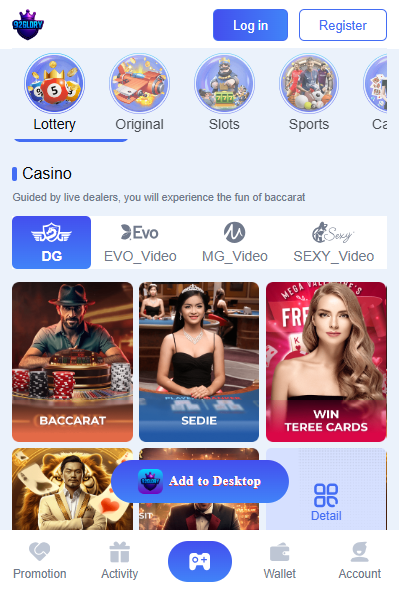 92GLORY
Log in
Register
Lottery
Original
Slots
Sports
Ca
Casino
Guided by live dealers, you will experience the fun of baccarat
DG
Evo
EVO_Video
MG_Video
Sexy
SEXY_Video
BACCARAT
SEDIE
MEGA VALENTINE'S
FRE
WIN
TEREE CARDS
Add to Desktop
Detail
Promotion
Activity
Wallet
Account